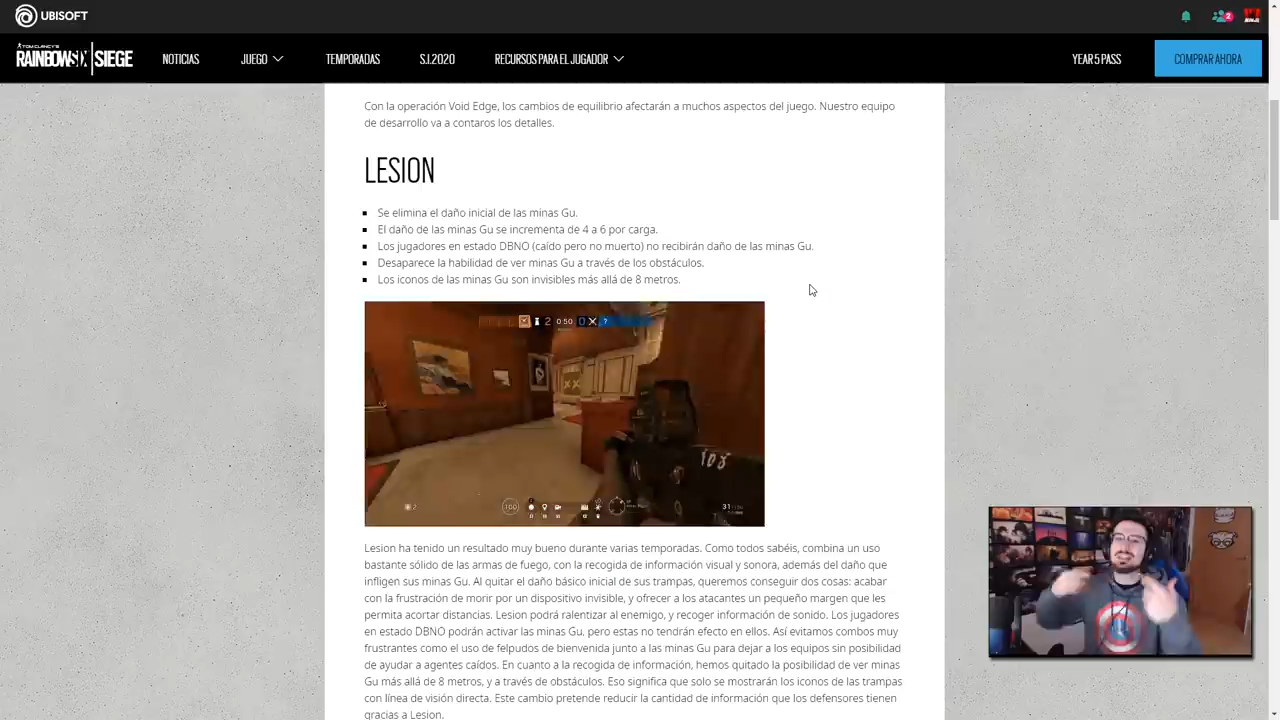 UBISOFT
2
TOM CLANCY'S
RAINBOWSIX SIEGE
NOTICIAS
JUEGO
TEMPORADAS
S.I.2020
RECURSOS PARA EL JUGADOR
YEAR 5 PASS
COMPRAR AHORA
Con la operación Void Edge, los cambios de equilibrio afectarán a muchos aspectos del juego. Nuestro equipo
de desarrollo va a contaros los detalles.
LESION
Se elimina el daño inicial de las minas Gu.
El daño de las minas Gu se incrementa de 4 a 6 por carga.
Los jugadores en estado DBNO (caído pero no muerto) no recibirán daño de las minas Gu.
Desaparece la habilidad de ver minas Gu a través de los obstáculos.
Los iconos de las minas Gu son invisibles más allá de 8 metros.
2 0:50 0 ?
103
2
100
31
Lesion ha tenido un resultado muy bueno durante varias temporadas. Como todos sabéis, combina un uso
bastante sólido de las armas de fuego, con la recogida de información visual y sonora, además del daño que
infligen sus minas Gu. Al quitar el daño básico inicial de sus trampas, queremos conseguir dos cosas: acabar
con la frustración de morir por un dispositivo invisible, y ofrecer a los atacantes un pequeño margen que les
permita acortar distancias. Lesion podrá ralentizar al enemigo, y recoger información de sonido. Los jugadores
en estado DBNO podrán activar las minas Gu, pero estas no tendrán efecto en ellos. Así evitamos combos muy
frustrantes como el uso de felpudos de bienvenida junto a las minas Gu para dejar a los equipos sin posibilidad
de ayudar a agentes caídos. En cuanto a la recogida de información, hemos quitado la posibilidad de ver minas
Gu más allá de 8 metros, y a través de obstáculos. Eso significa que solo se mostrarán los iconos de las trampas
con línea de visión directa. Este cambio pretende reducir la cantidad de información que los defensores tienen
gracias a Lesion.